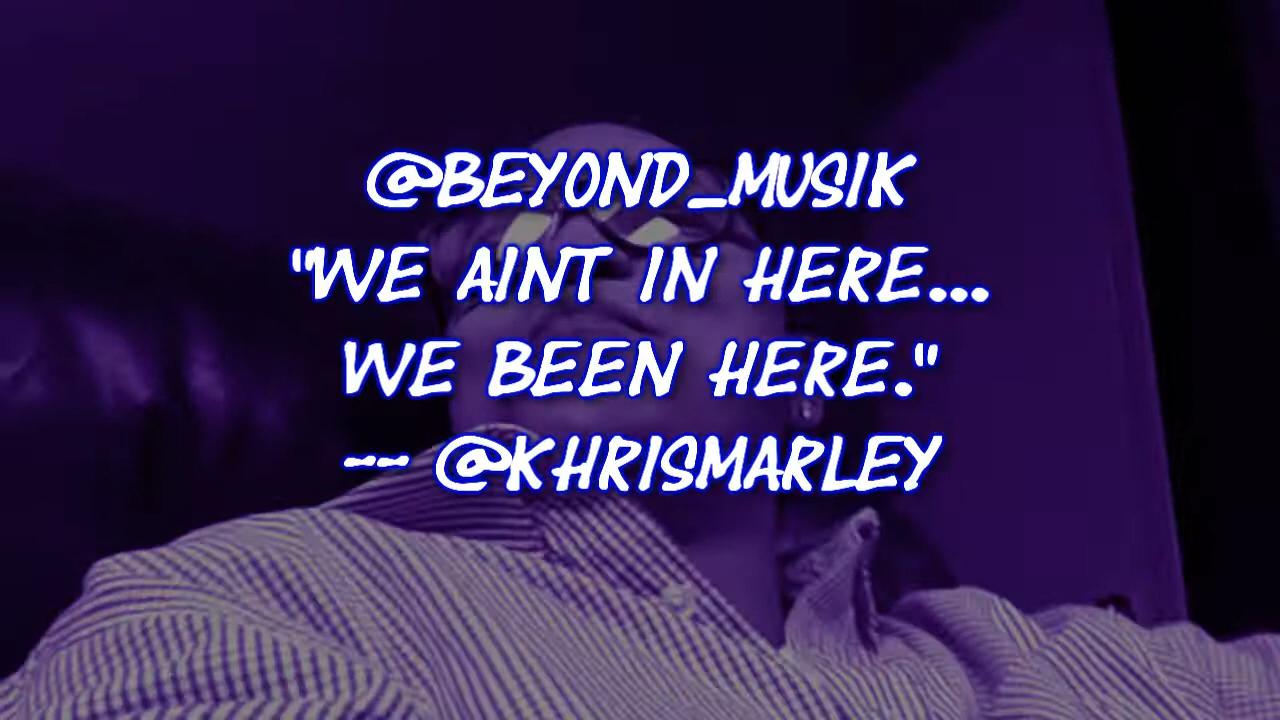 @BEYOND_MUSIK
"WE AINT IN HERE...
WE BEEN HERE."
-- @KHRISMARLEY